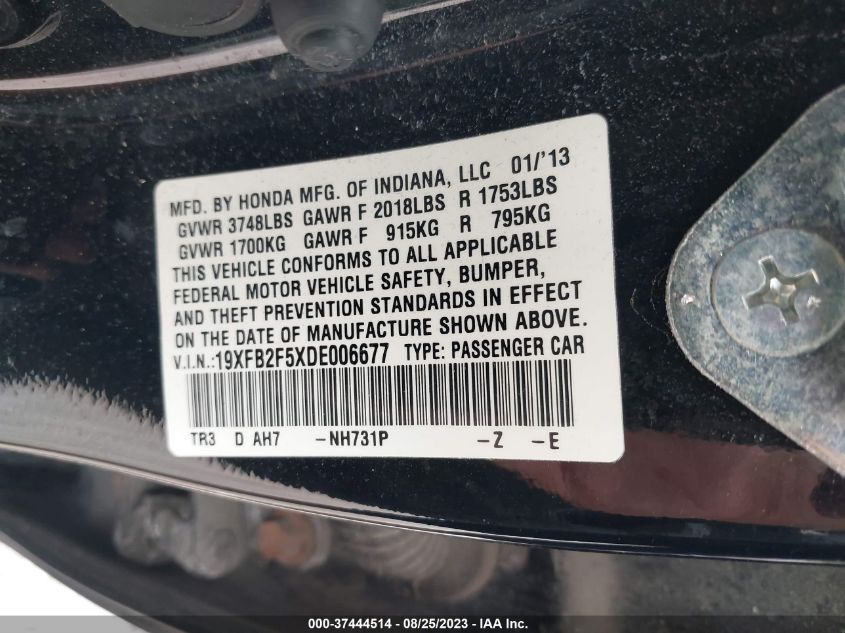 MFD. BY HONDA MFG. OF INDIANA, LLC 01/'13
GVWR 3748LBS GAWR F 2018LBS R 1753LBS
GVWR 1700KG GAWR F 915KG R 795KG
THIS VEHICLE CONFORMS TO ALL APPLICABLE
FEDERAL MOTOR VEHICLE SAFETY, BUMPER,
AND THEFT PREVENTION STANDARDS IN EFFECT
ON THE DATE OF MANUFACTURE SHOWN ABOVE.
V.I.N.:19XFB2F5XDE006677 TYPE: PASSENGER CAR
TR3 D AH7 -NH731P -Z -E
000-37444514 - 08/25/2023 - IAA Inc.